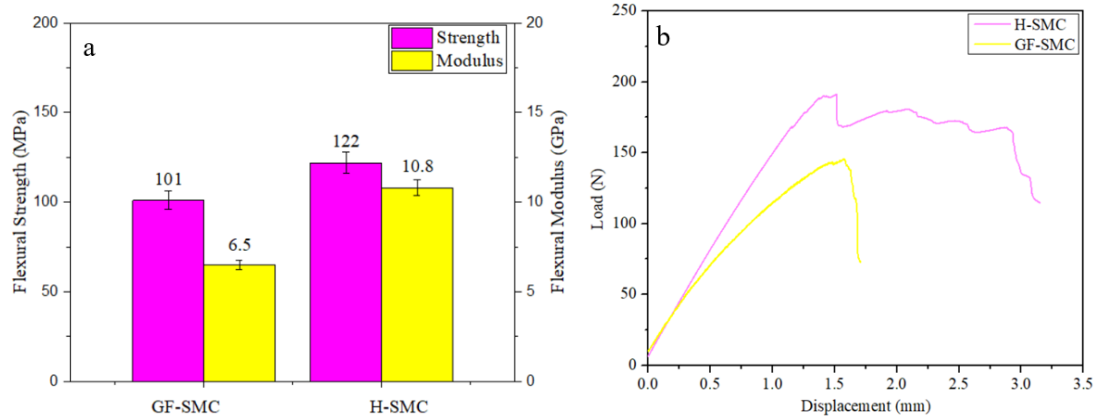 a
Strength
Modulus
200
150
100
50
0
Flexural Strength (MPa)
101
6.5
122
10.8
20
15
10
5
0
Flexural Modulus (GPa)
GF-SMC
H-SMC
b
H-SMC
GF-SMC
250
200
150
100
50
0
Load (N)
0.0 0.5 1.0 1.5 2.0 2.5 3.0 3.5
Displacement (mm)